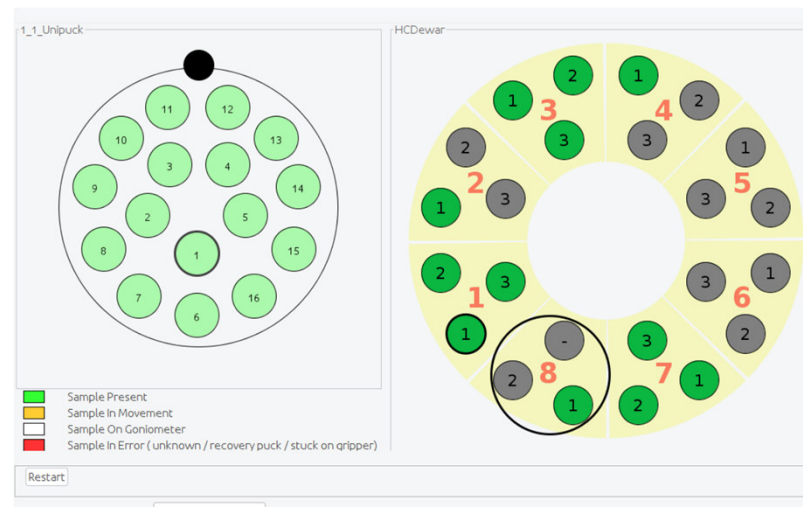 1_1_Unipuck
11 12
10 13
3 4
9 14
2 5
8 1 15
7 16
6
Sample Present
Sample In Movement
Sample On Goniometer
Sample In Error ( unknown / recovery puck / stuck on gripper)
HCDewar
2 1
1 3 4 2
3 3
2 1
2 3 3 5
1 2
2 3 3 1
1 6
1 2
- 3
2 8 7 1
1 2
Restart